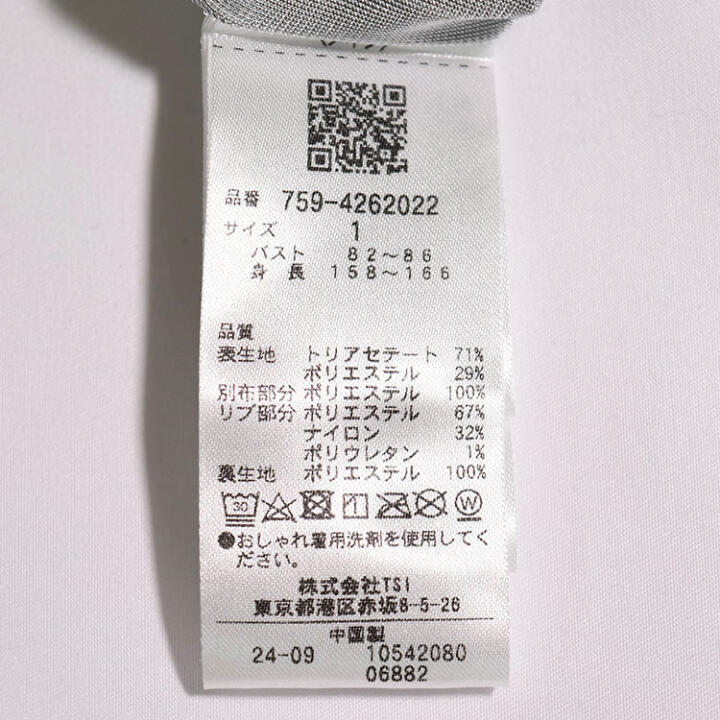 品番 759-4262022
サイズ 1
バスト 82～86
身長 158～166
品質
表生地 トリアセテート 71%
ポリエステル 29%
別布部分 ポリエステル 100%
リブ部分 ポリエステル 67%
ナイロン 32%
ポリウレタン 1%
裏生地 ポリエステル 100%
30 W
●おしゃれ着用洗剤を使用してく
ださい。
株式会社TSI
東京都港区赤坂8-5-26
中国製
24-09 10542080
06882